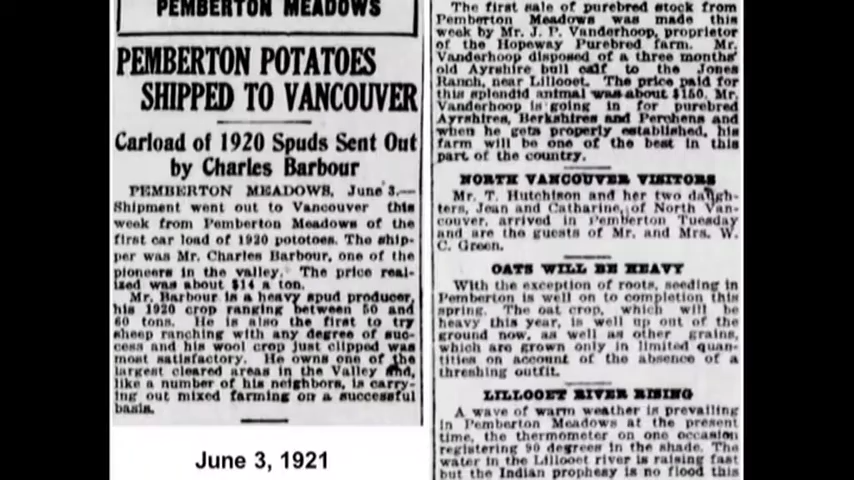 PEMBERTON MEADOWS
PEMBERTON POTATOES
SHIPPED TO VANCOUVER
Carload of 1920 Spuds Sent Out
by Charles Barbour
PEMBERTON MEADOWS, June 3,—
Shipment went out to Vancouver this
week from Pemberton Meadows of the
first car load of 1920 pototoes. The ship-
per was Mr. Charles Barbour, one of the
pioneers in the valley. The price real-
ized was about $14 a ton.
Mr. Barbour is a heavy spud producer,
his 1920 crop ranging between 50 and
60 tons. He is also the first to try
sheep ranching with any degree of suc-
cess and his wool crop just clipped was
most satisfactory. He owns one of the
largest cleared areas in the Valley and,
like a number of his neighbors, is carry-
ing out mixed farming on a successful
basis.
June 3, 1921
The first sale of purebred stock from
Pemberton Meadows was made this
week by Mr. J. P. Vanderhoop, proprietor
of the Hopeway Purebred farm. Mr.
Vanderhoop disposed of a three months'
old Ayrshire bull calf to the Jones
Ranch, near Lillooet. The price paid for
this splendid animal was about $150. Mr.
Vanderhoop is going in for purebred
Ayrshires, Berkshires and Perchens and
when he gets properly established, his
farm will be one of the best in this
part of the country.
NORTH VANCOUVER VISITORS
Mr. T. Hutchison and her two daugh-
ters, Jean and Catharine, of North Van-
couver, arrived in Pemberton Tuesday
and are the guests of Mr. and Mrs. W.
C. Green.
OATS WILL BE HEAVY
With the exception of roots, seeding in
Pemberton is well on to completion this
spring. The oat crop, which will be
heavy this year, is well up out of the
ground now, as well as other grains,
which are grown only in limited quan-
tities on account of the absence of a
threshing outfit.
LILLOOET RIVER RISING
A wave of warm weather is prevailing
in Pemberton Meadows at the present
time, the thermometer on one occasion
registering 90 degrees in the shade. The
water in the Lillooet river is raising fast
but the Indian prophesy is no flood this